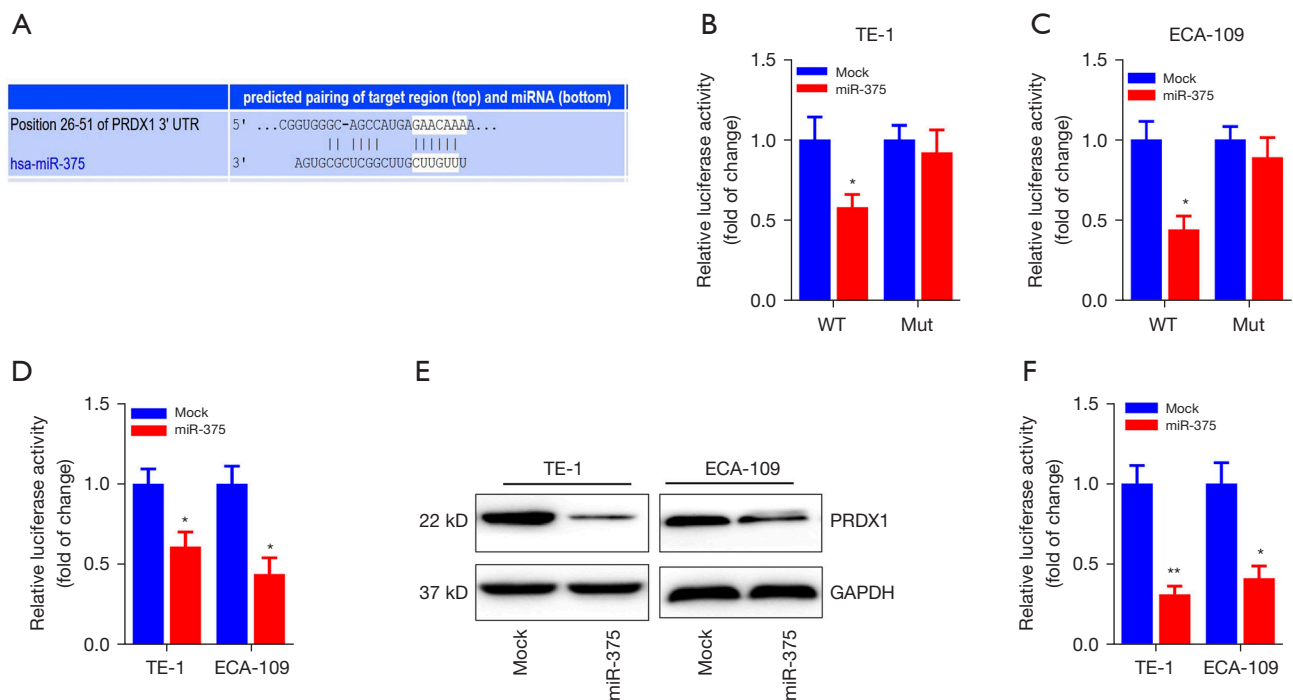 A
predicted pairing of target region (top) and miRNA (bottom)
Position 26-51 of PRDX1 3' UTR 5' ...CGGUGGGC-AGCCAUGAGAACAAAA...
hsa-miR-375 3' AGUGCGCUCGGCUUGCUUGUUU
B
TE-1
Relative luciferase activity
(fold of change)
1.5
1.0
0.5
0.0
Mock
miR-375
*
WT Mut
C
ECA-109
Relative luciferase activity
(fold of change)
1.5
1.0
0.5
0.0
Mock
miR-375
*
WT Mut
D
Relative luciferase activity
(fold of change)
1.5
1.0
0.5
0.0
Mock
miR-375
*
*
TE-1 ECA-109
E
TE-1 ECA-109
22 kD PRDX1
37 kD GAPDH
Mock miR-375 Mock miR-375
F
Relative luciferase activity
(fold of change)
1.5
1.0
0.5
0.0
Mock
miR-375
**
*
TE-1 ECA-109